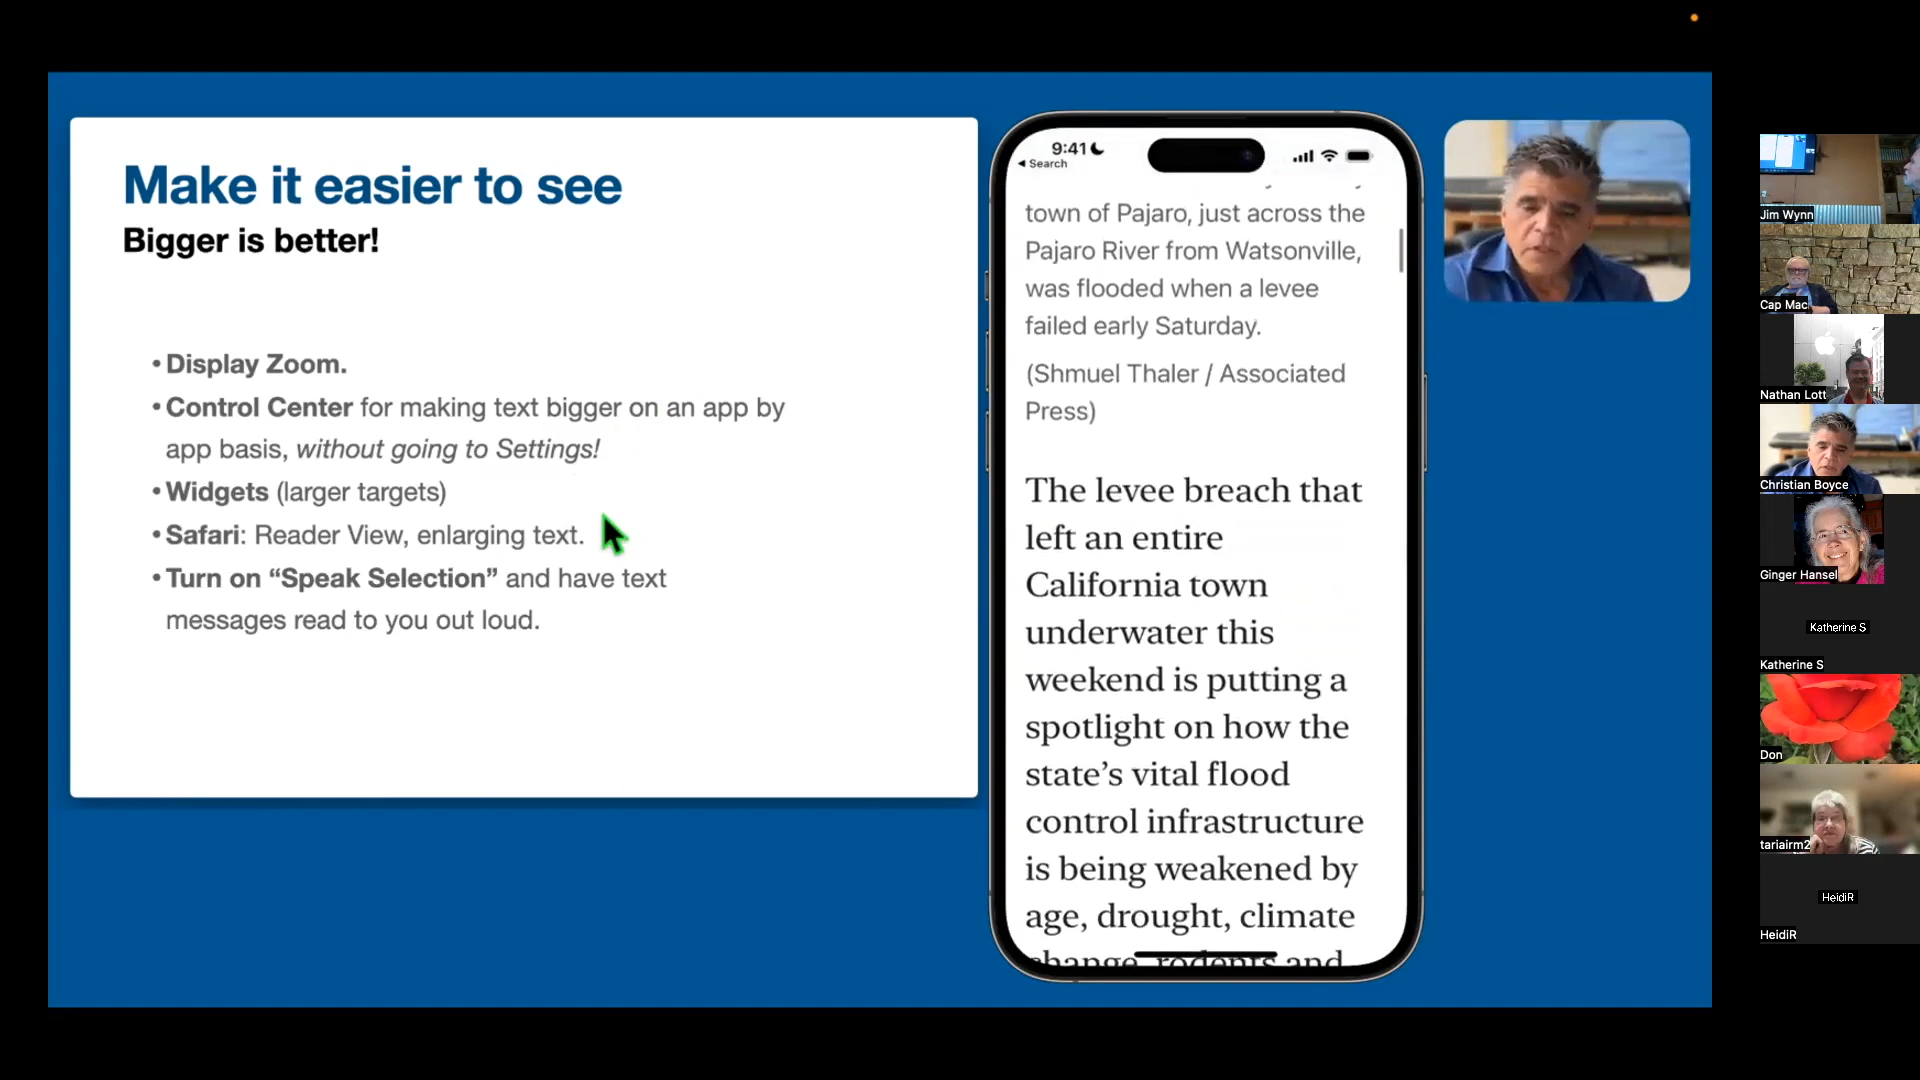 Make it easier to see
Bigger is better!
•Display Zoom.
•Control Center for making text bigger on an app by
app basis, without going to Settings!
•Widgets (larger targets)
•Safari: Reader View, enlarging text.
•Turn on “Speak Selection” and have text
messages read to you out loud.
9:41
Search
town of Pajaro, just across the
Pajaro River from Watsonville,
was flooded when a levee
failed early Saturday.
(Shmuel Thaler / Associated
Press)
The levee breach that
left an entire
California town
underwater this
weekend is putting a
spotlight on how the
state’s vital flood
control infrastructure
is being weakened by
age, drought, climate
change, rodents and
Jim Wynn
Cap Mac
Nathan Lott
Christian Boyce
Ginger Hansel
Katherine S
Katherine S
Don
tariairm2
HeidiR
HeidiR